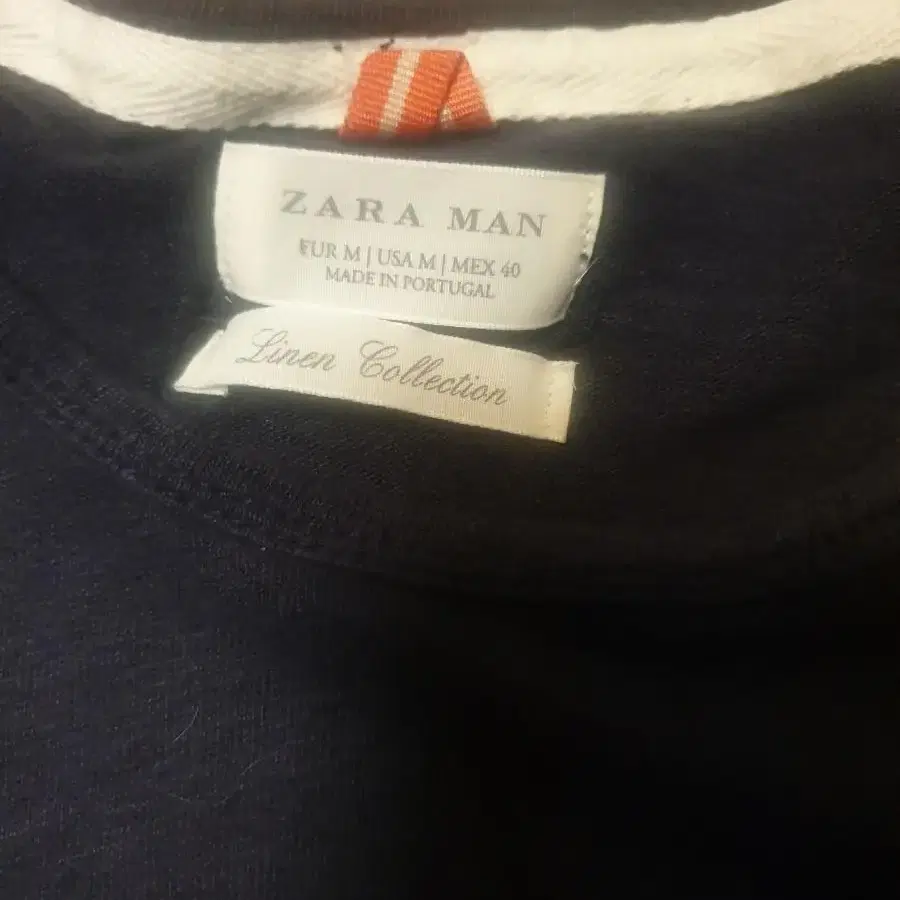 ZARA MAN
EUR M | USA M | MEX 40
MADE IN PORTUGAL
Linen Collection